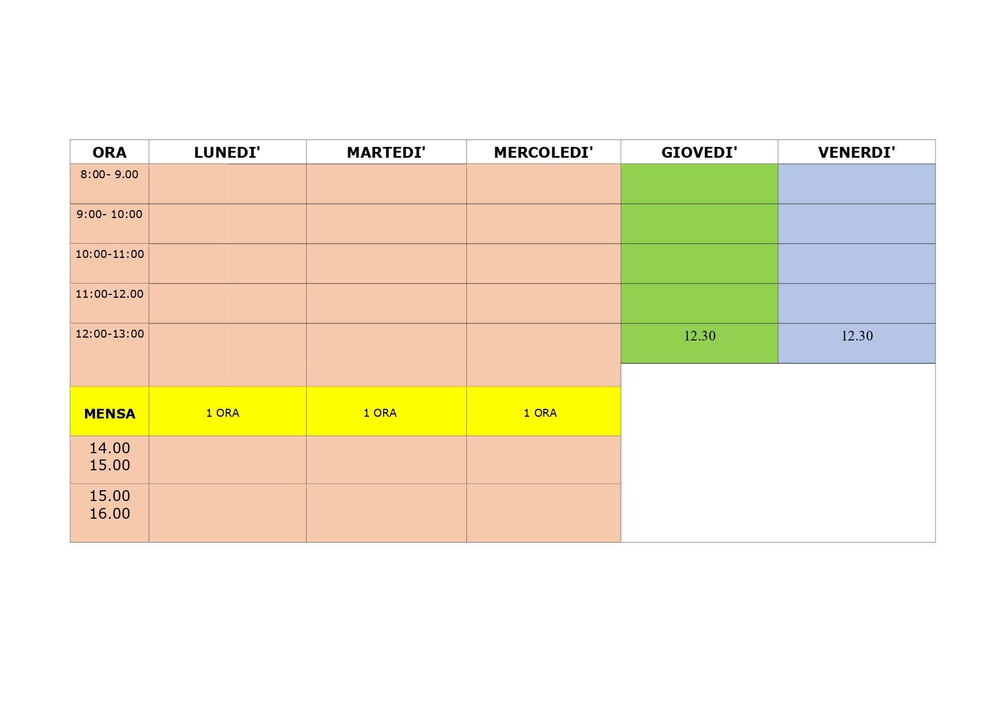 ORA LUNEDI' MARTEDI' MERCOLEDI' GIOVEDI' VENERDI'
8:00- 9.00
9:00- 10:00
10:00-11:00
11:00-12.00
12:00-13:00 12.30 12.30
MENSA 1 ORA 1 ORA 1 ORA
14.00
15.00
15.00
16.00